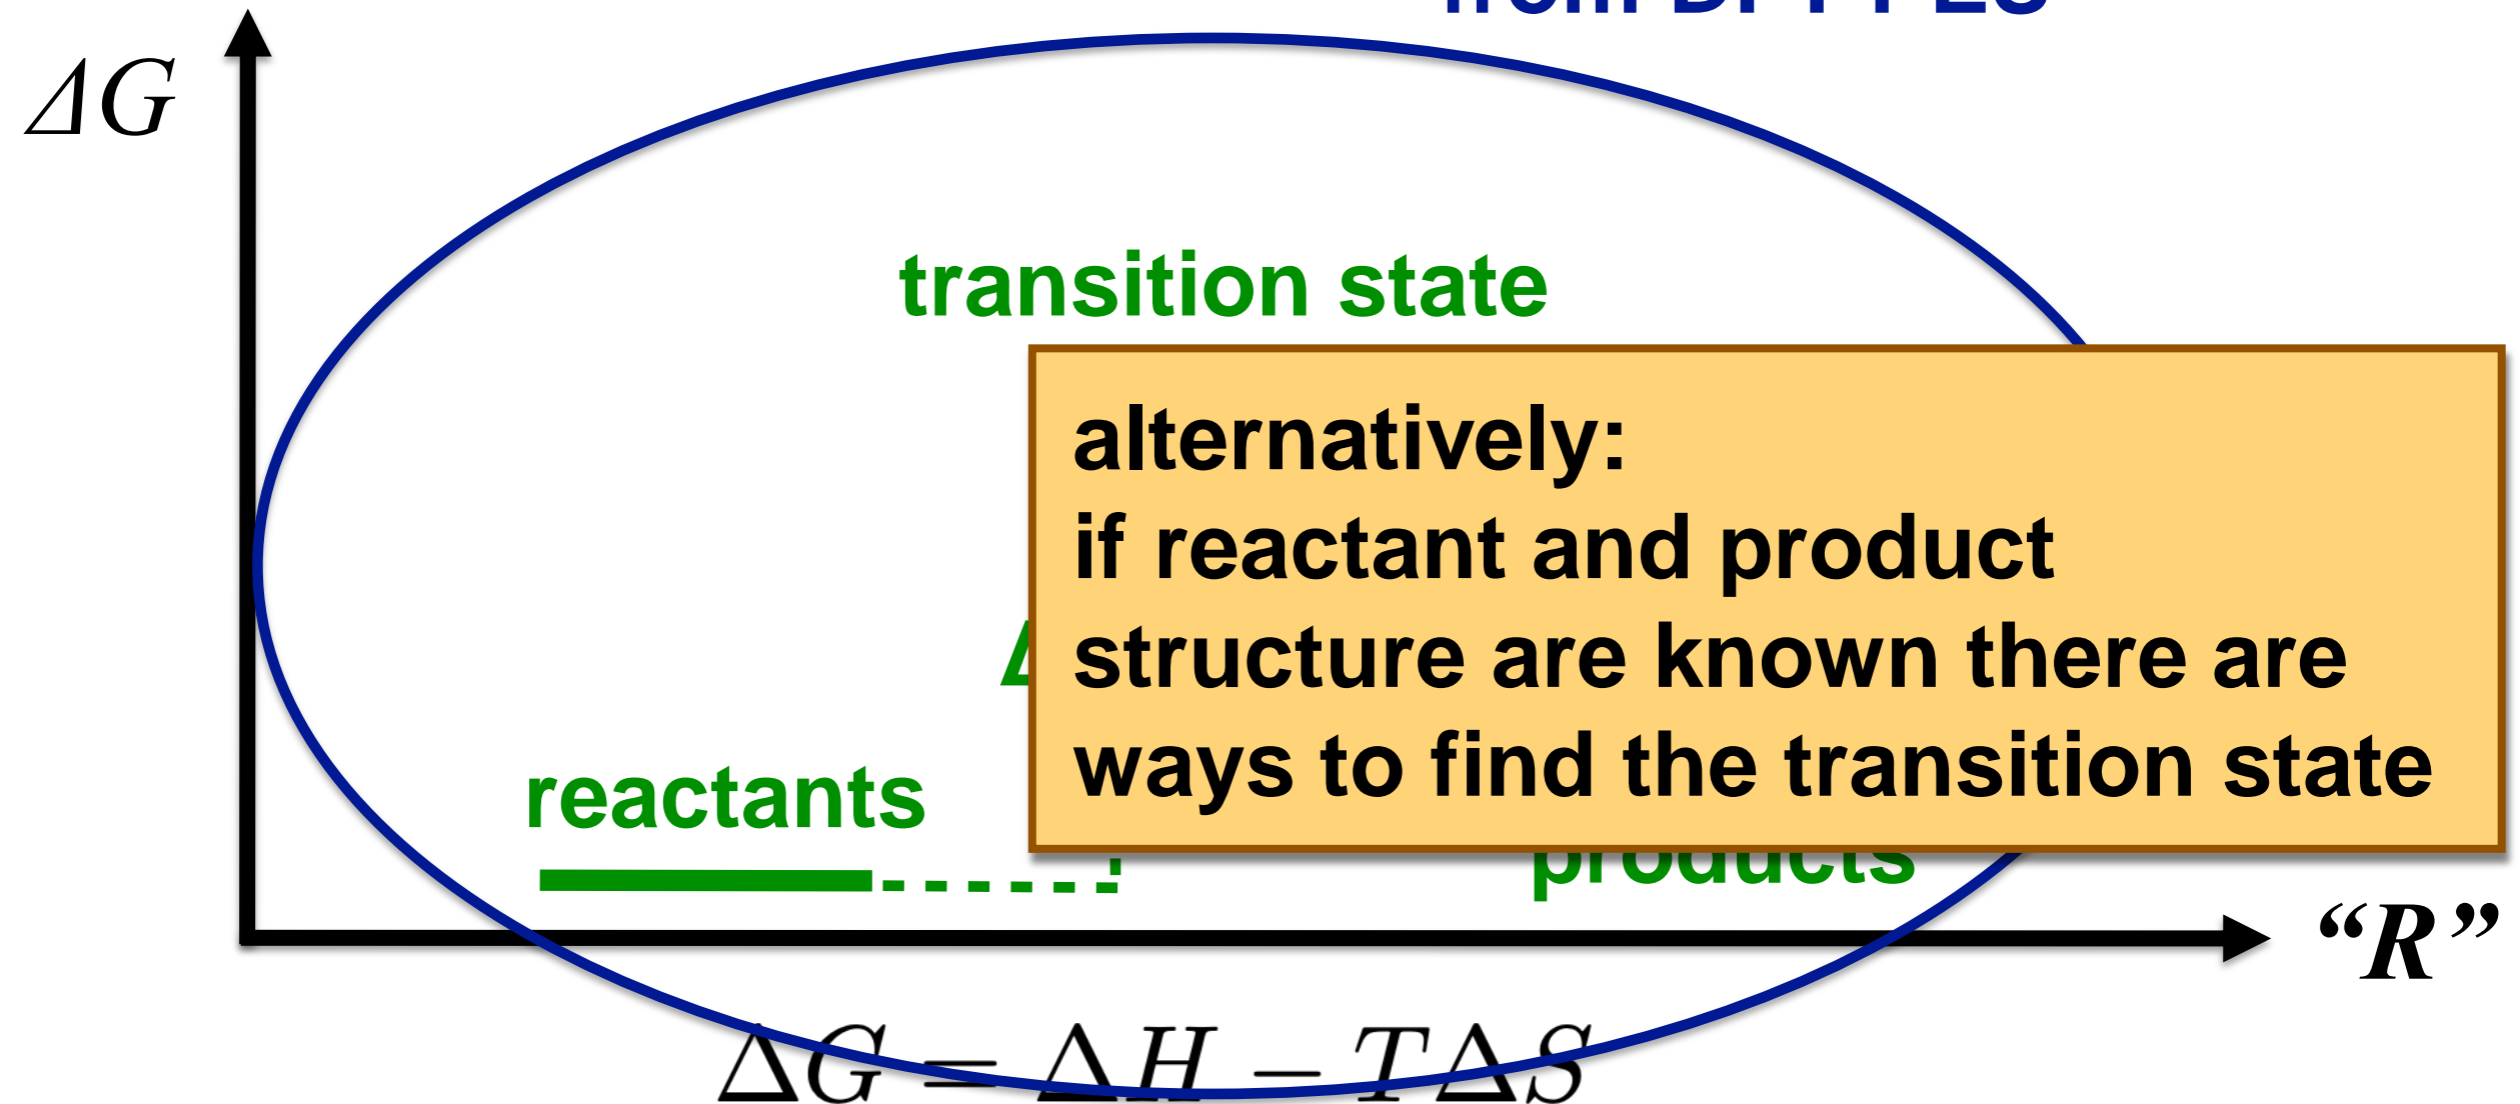 ΔG
transition state
alternatively:
if reactant and product
structure are known there are
ways to find the transition state
reactants
products
“R”
ΔG = ΔH − TΔS